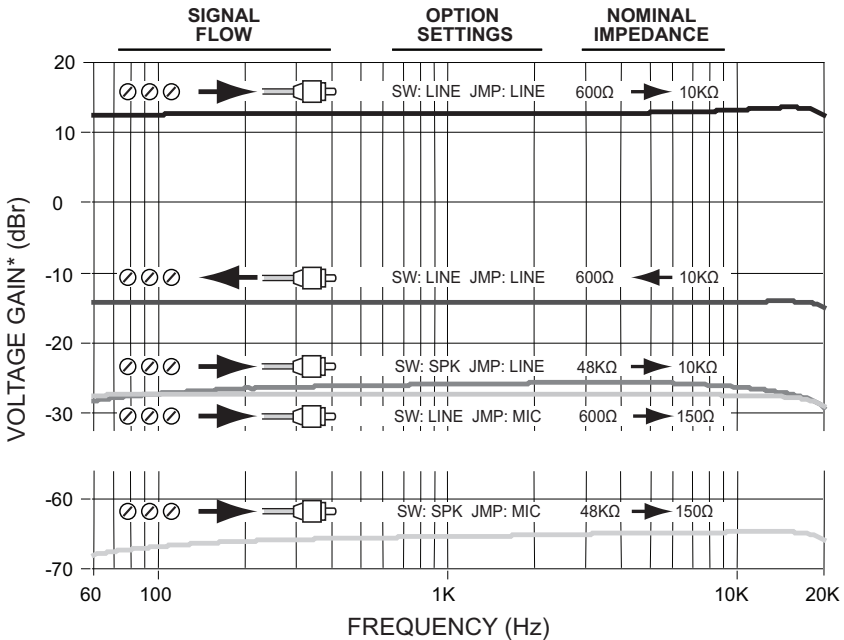 SIGNAL FLOW
OPTION SETTINGS
NOMINAL IMPEDANCE
VOLTAGE GAIN* (dBr)
20
SW: LINE JMP: LINE 600Ω 10KΩ
10
0
-10
SW: LINE JMP: LINE 600Ω 10KΩ
-20
SW: SPK JMP: LINE 48KΩ 10KΩ
-30
SW: LINE JMP: MIC 600Ω 150Ω
-60
SW: SPK JMP: MIC 48KΩ 150Ω
-70
60 100 1K 10K 20K
FREQUENCY (Hz)